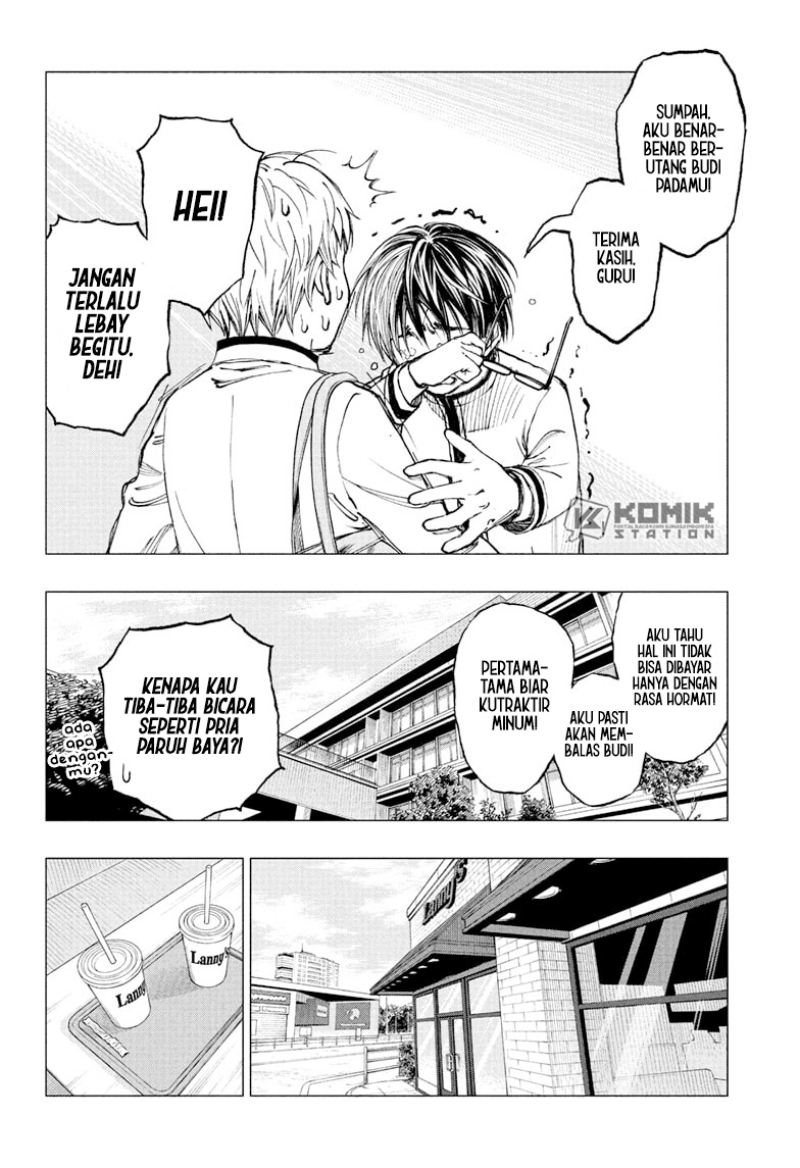 SUMPAH,
AKU BENAR-
BENAR BER-
UTANG BUDI
PADAMU!
TERIMA
KASIH,
GURU!
HEI!
JANGAN
TERLALU
LEBAY
BEGITU,
DEH!
KOMIK
STATION
AKU TAHU
HAL INI TIDAK
BISA DIBAYAR
HANYA DENGAN
RASA HORMAT!
AKU PASTI
AKAN MEM-
BALAS BUDI!
PERTAMA-
TAMA BIAR
KUTRAKTIR
MINUM!
KENAPA KAU
TIBA-TIBA BICARA
SEPERTI PRIA
PARUH BAYA?!
ada
apa
dengan-
mu?
Lanny's
Lanny's
Lanny's